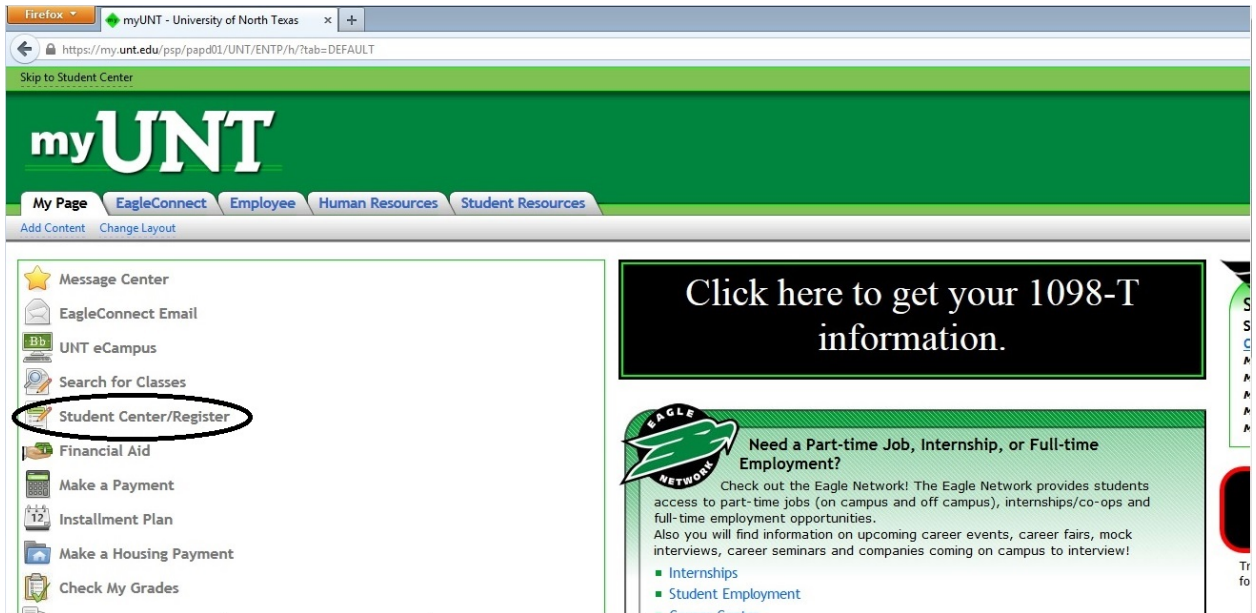 Firefox
myUNT - University of North Texas
https://my.unt.edu/psp/papd01/UNT/ENTP/h/?tab=DEFAULT
Skip to Student Center
myUNT
My Page EagleConnect Employee Human Resources Student Resources
Add Content Change Layout
Message Center
EagleConnect Email
Bb
UNT eCampus
Search for Classes
Student Center/Register
Financial Aid
Make a Payment
12
Installment Plan
Make a Housing Payment
Check My Grades
Click here to get your 1098-T
information.
EAGLE
NETWORK
Need a Part-time Job, Internship, or Full-time
Employment?
Check out the Eagle Network! The Eagle Network provides students
access to part-time jobs (on campus and off campus), internships/co-ops and
full-time employment opportunities.
Also you will find information on upcoming career events, career fairs, mock
interviews, career seminars and companies coming on campus to interview!
Internships
Student Employment